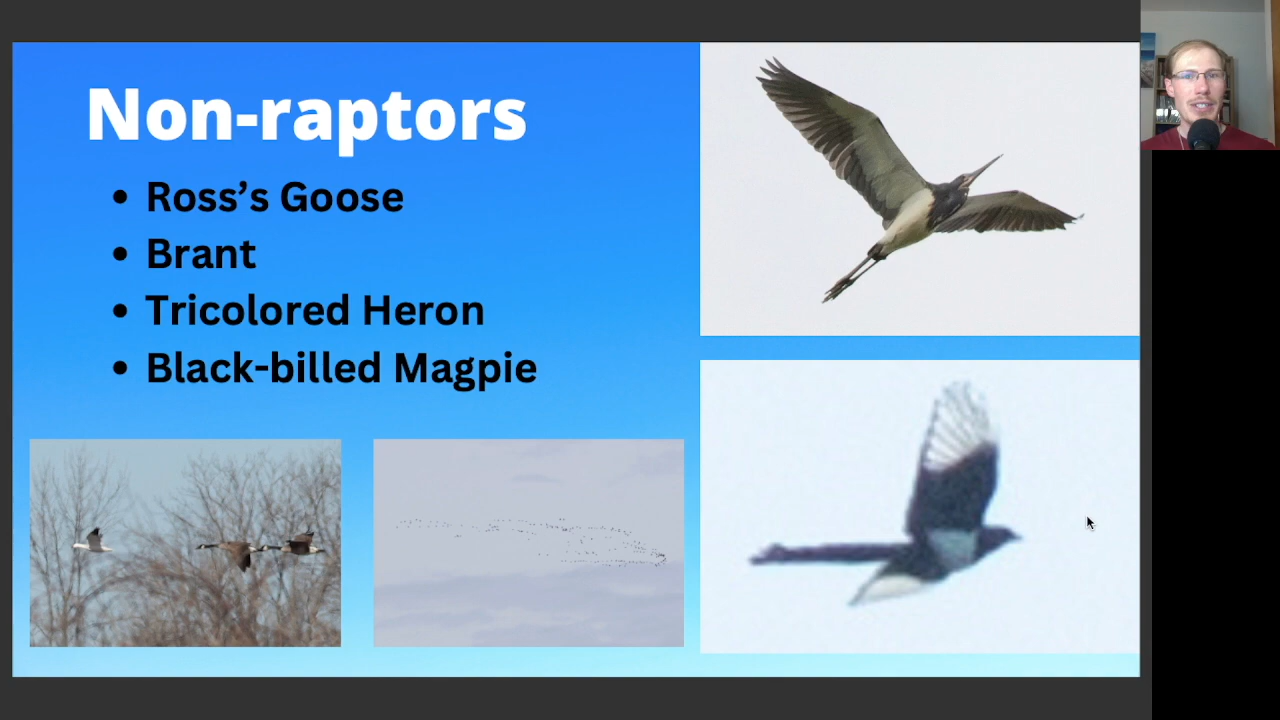 Non-raptors
• Ross’s Goose
• Brant
• Tricolored Heron
• Black-billed Magpie